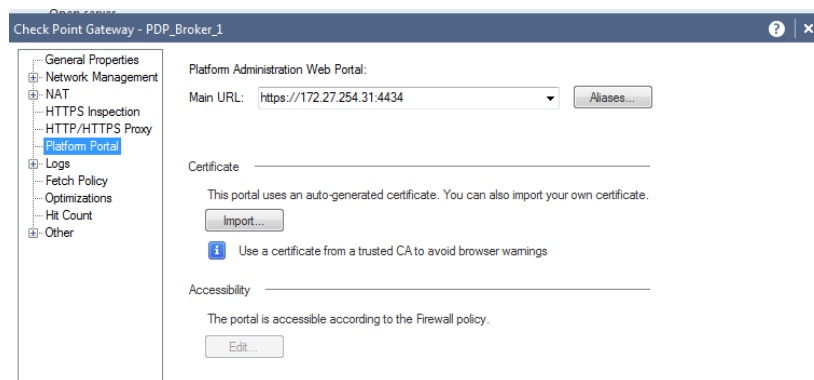 Open server
Check Point Gateway - PDP_Broker_1
General Properties
Network Management
NAT
HTTPS Inspection
HTTP/HTTPS Proxy
Platform Portal
Logs
Fetch Policy
Optimizations
Hit Count
Other
Platform Administration Web Portal:
Main URL: https://172.27.254.31:4434 Aliases...
Certificate
This portal uses an auto-generated certificate. You can also import your own certificate.
Import...
Use a certificate from a trusted CA to avoid browser warnings
Accessibility
The portal is accessible according to the Firewall policy.
Edit...